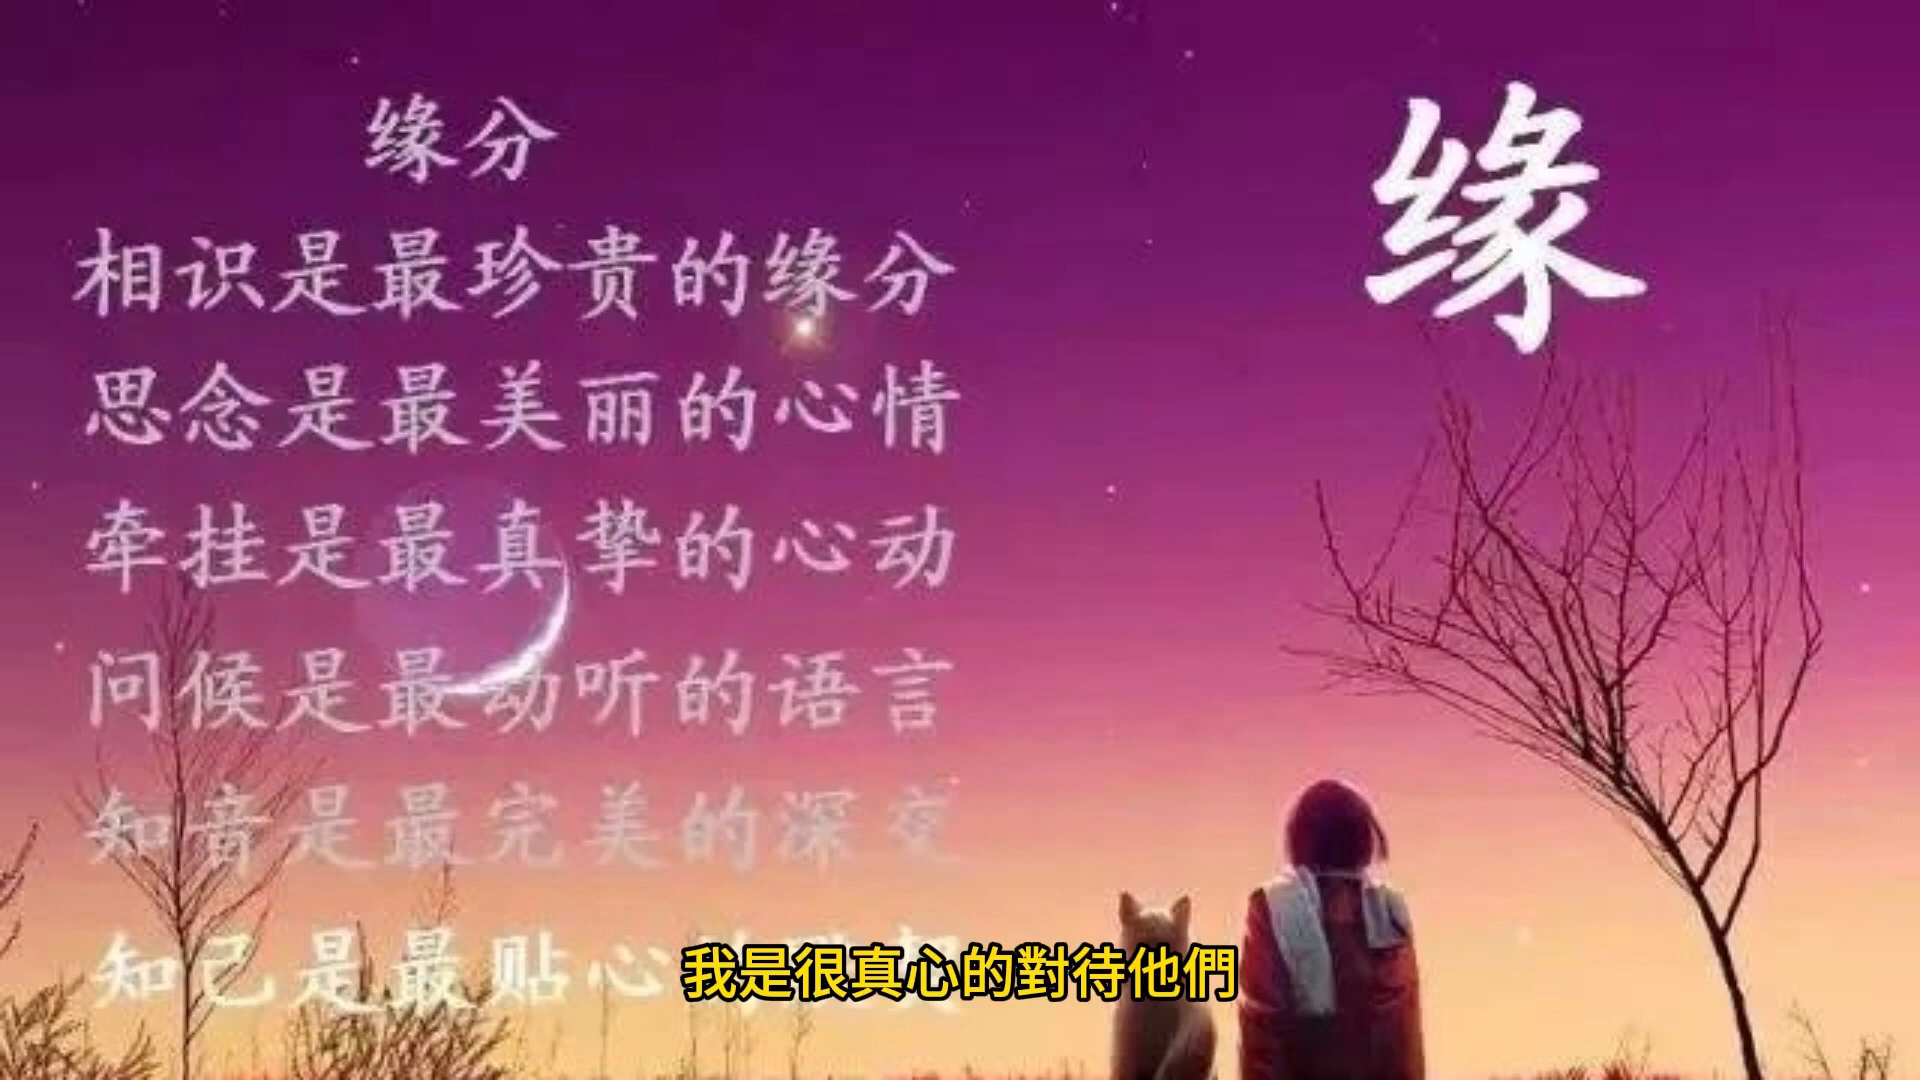 缘分
缘
相识是最珍贵的缘分
思念是最美丽的心情
牵挂是最真挚的心动
问候是最动听的语言
知音是最完美的深交
知己是最贴心
我是很真心的對待他們